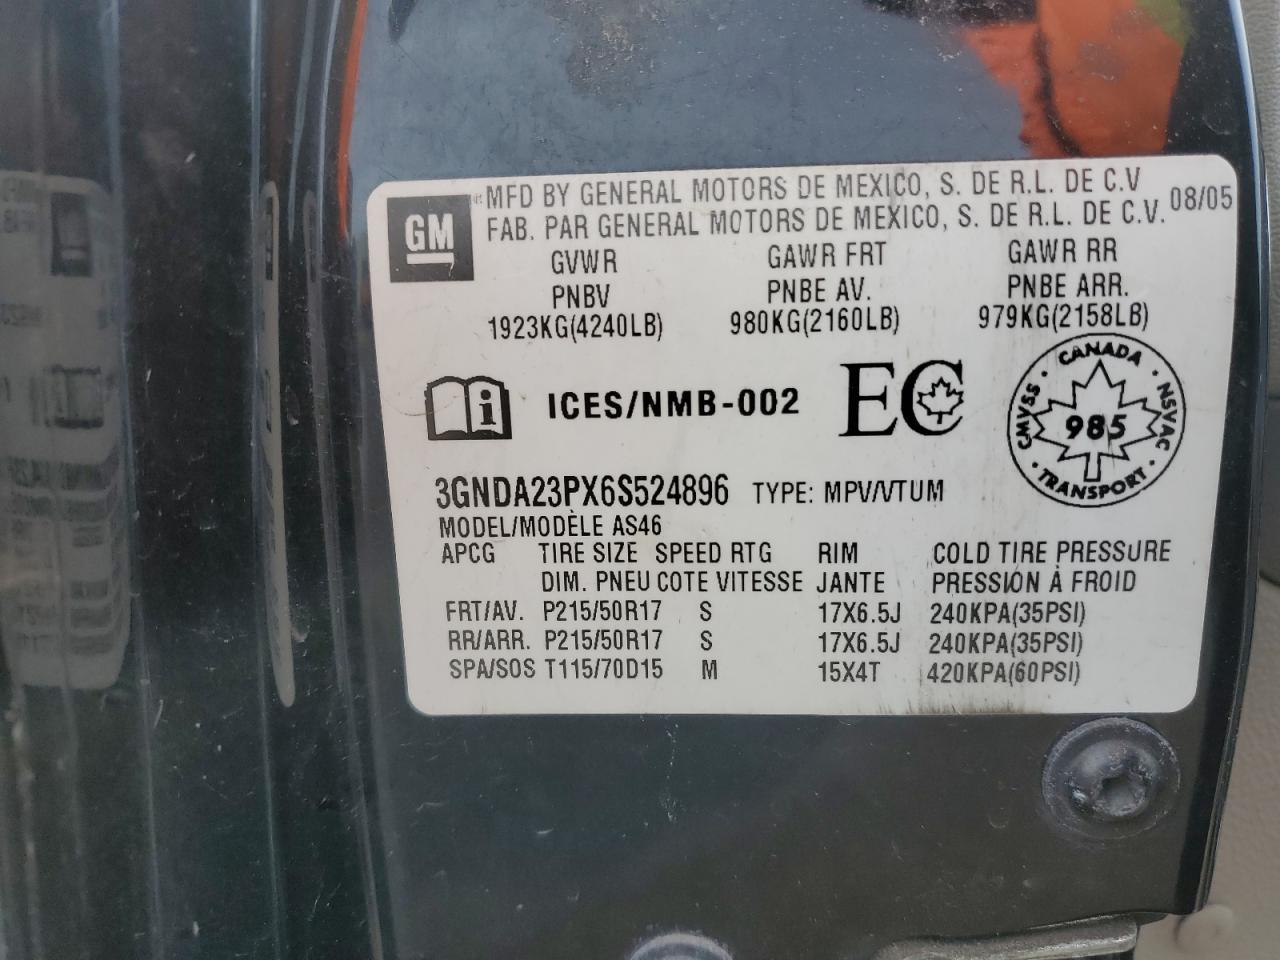 GM
MFD BY GENERAL MOTORS DE MEXICO, S. DE R.L. DE C.V 08/05
FAB. PAR GENERAL MOTORS DE MEXICO, S. DE R.L. DE C.V.
GVWR GAWR FRT GAWR RR
PNBV PNBE AV. PNBE ARR.
1923KG(4240LB) 980KG(2160LB) 979KG(2158LB)
i ICES/NMB-002 EC
CANADA
CMVSS · NSVAC
985
TRANSPORT
3GNDA23PX6S524896 TYPE: MPV/VTUM
MODEL/MODÈLE AS46
APCG TIRE SIZE SPEED RTG RIM COLD TIRE PRESSURE
DIM. PNEU COTE VITESSE JANTE PRESSION À FROID
FRT/AV. P215/50R17 S 17X6.5J 240KPA(35PSI)
RR/ARR. P215/50R17 S 17X6.5J 240KPA(35PSI)
SPA/SOS T115/70D15 M 15X4T 420KPA(60PSI)